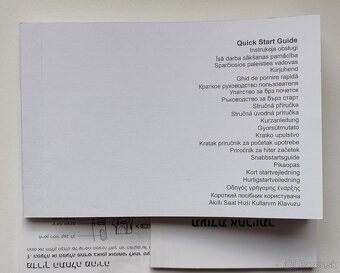 Quick Start Guide
Instrukcja obsługi
Īsā darba sākšanas pamācība
Sparčiosios paleisties vadovas
Kiirjuhend
Ghid de pornire rapidă
Краткое руководство пользователя
Упатство за брз почеток
Ръководство за бърз старт
Stručná příručka
Stručná úvodná príručka
Kurzanleitung
Gyorsútmutató
Kratko uputstvo
Kratak priručnik za početak upotrebe
Priročnik za hiter začetek
Snabbstartsguide
Pikaopas
Kort startvejledning
Hurtigstartveiledning
Οδηγός γρήγορης έναρξης
Короткий посібник користувача
Akıllı Saat Hızlı Kullanım Klavuzu
תעודת אחריות